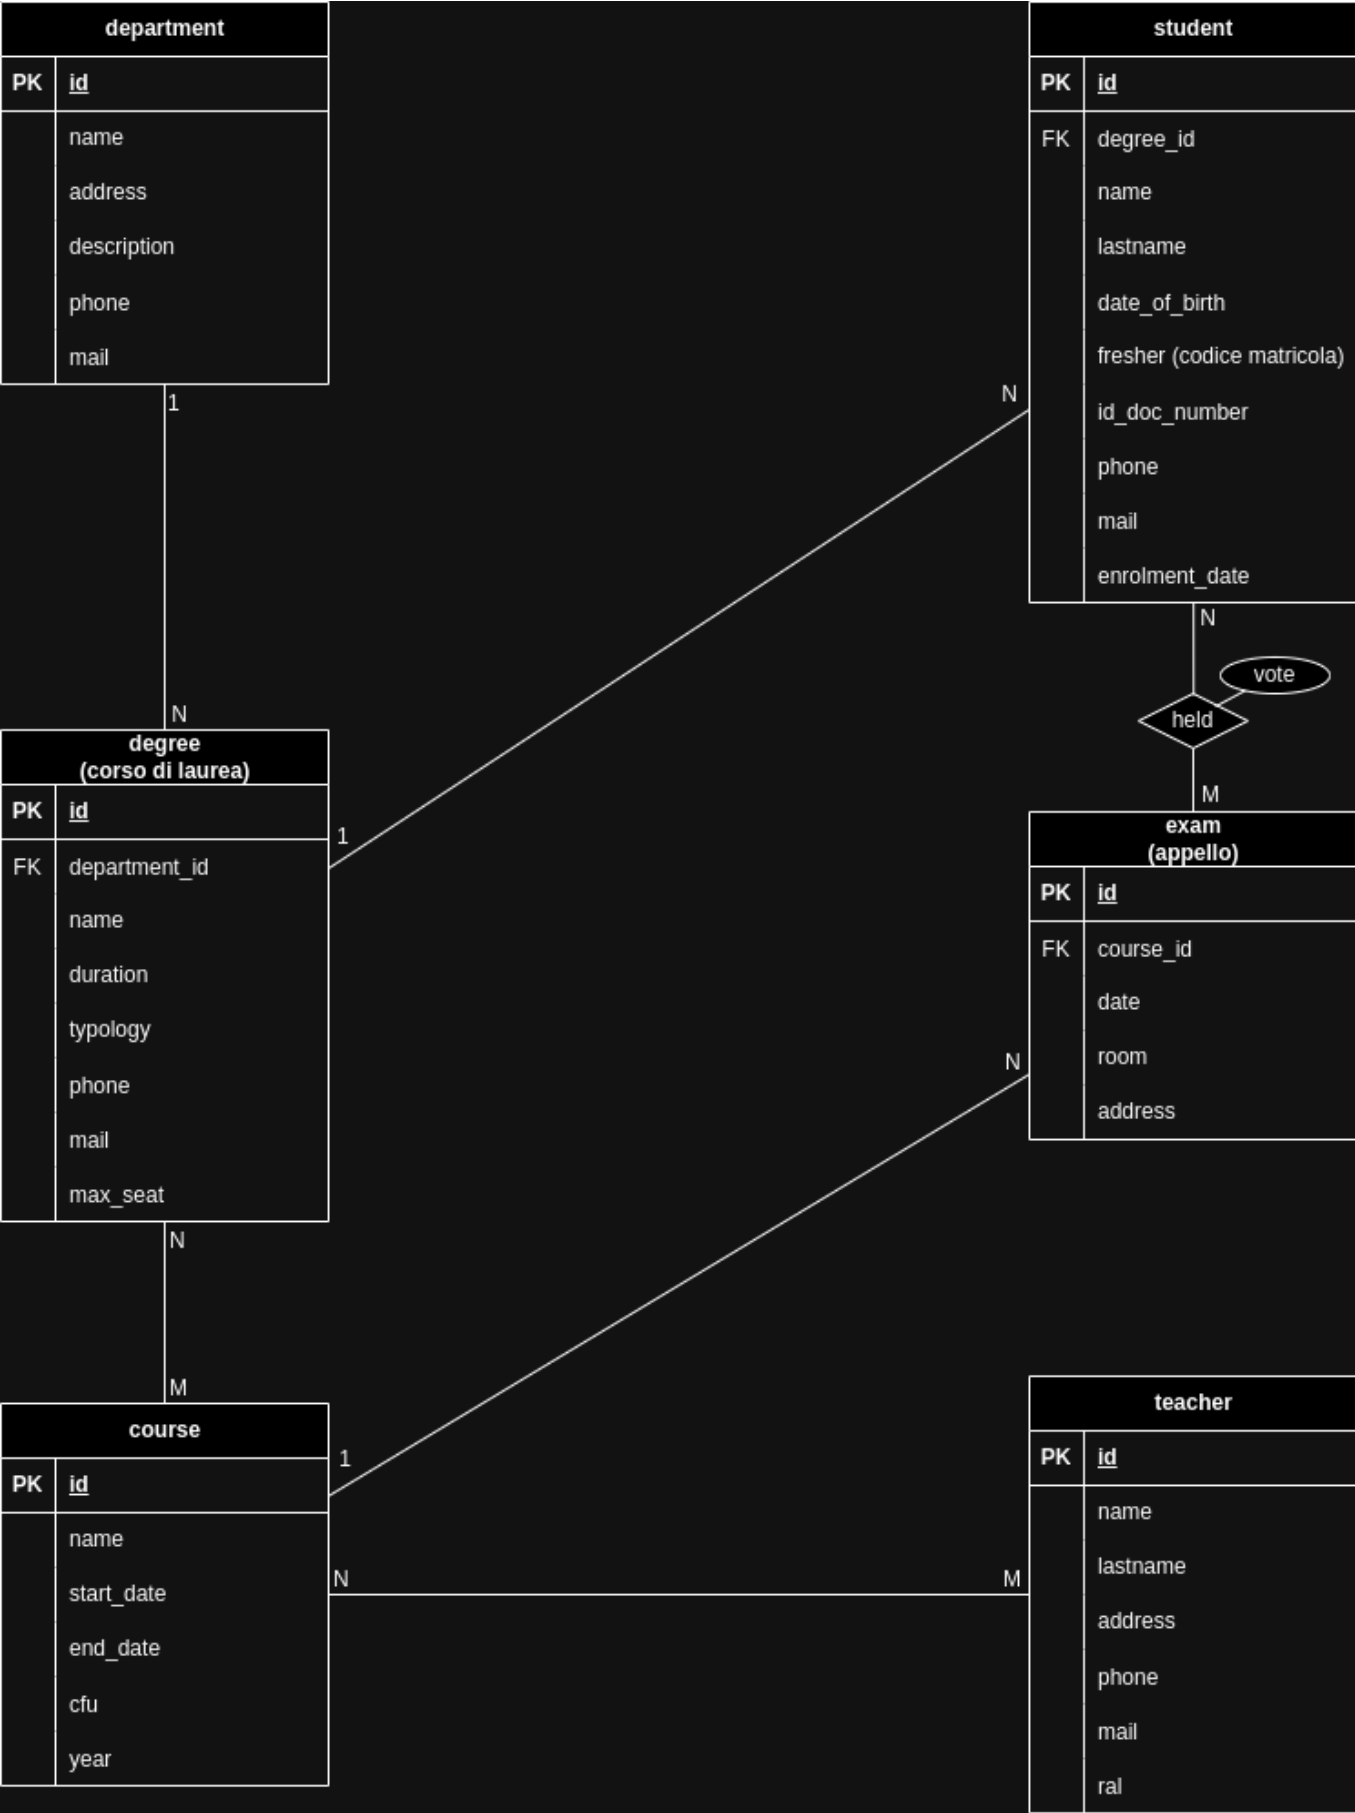 department
PK id
name
address
description
phone
mail
1
N
degree
(corso di laurea)
PK id
FK department_id
name
duration
typology
phone
mail
max_seat
N
M
course
PK id
name
start_date
end_date
cfu
year
1
N
1
N
N
M
student
PK id
FK degree_id
name
lastname
date_of_birth
fresher (codice matricola)
id_doc_number
phone
mail
enrolment_date
N
vote
held
M
exam
(appello)
PK id
FK course_id
date
room
address
teacher
PK id
name
lastname
address
phone
mail
ral